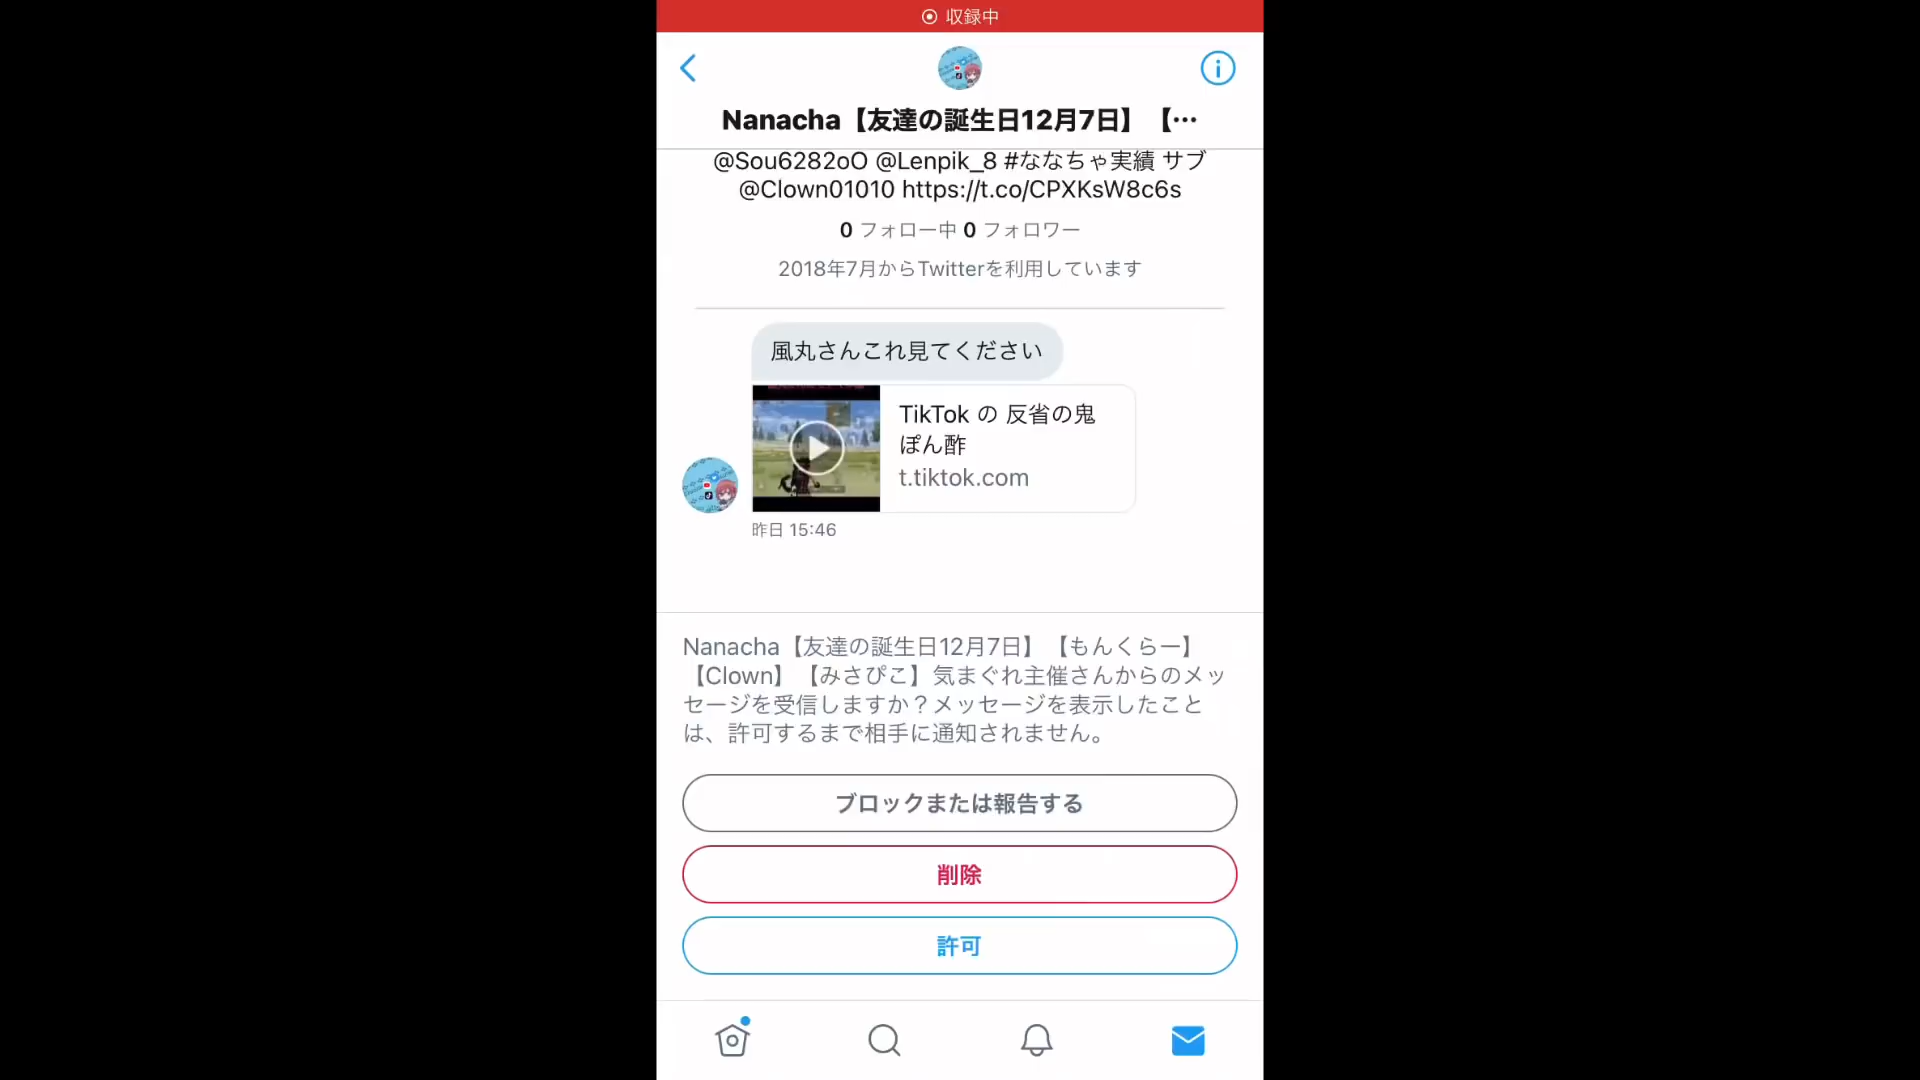 収録中
Nanacha【友達の誕生日12月7日】【…
@Sou6282oO @Lenpik_8 #ななちゃ実績 サブ
@Clown01010 https://t.co/CPXKsW8c6s
0 フォロー中 0 フォロワー
2018年7月からTwitterを利用しています
風丸さんこれ見てください
TikTok の 反省の鬼
ぽん酢
t.tiktok.com
昨日 15:46
Nanacha【友達の誕生日12月7日】【もんくらー】
【Clown】【みさぴこ】気まぐれ主催さんからのメッ
セージを受信しますか？メッセージを表示したこと
は、許可するまで相手に通知されません。
ブロックまたは報告する
削除
許可